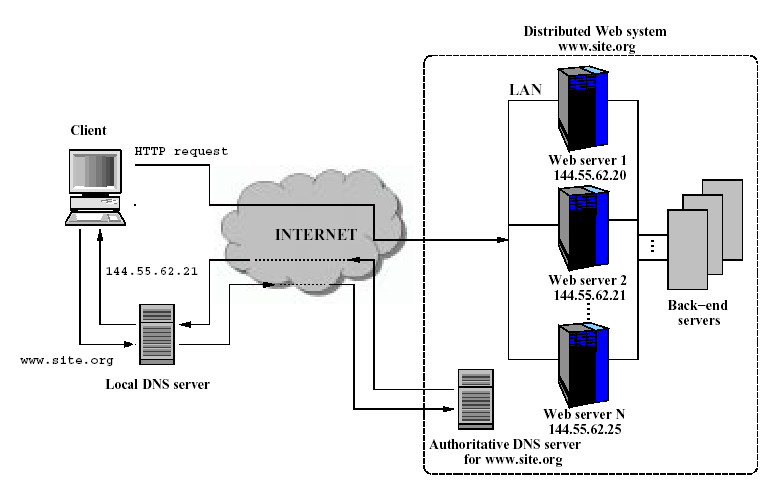 Distributed Web system
www.site.org
LAN
Client
HTTP request
Web server 1
144.55.62.20
INTERNET
144.55.62.21
Web server 2
144.55.62.21
Back-end
servers
www.site.org
Local DNS server
Web server N
144.55.62.25
Authoritative DNS server
for www.site.org